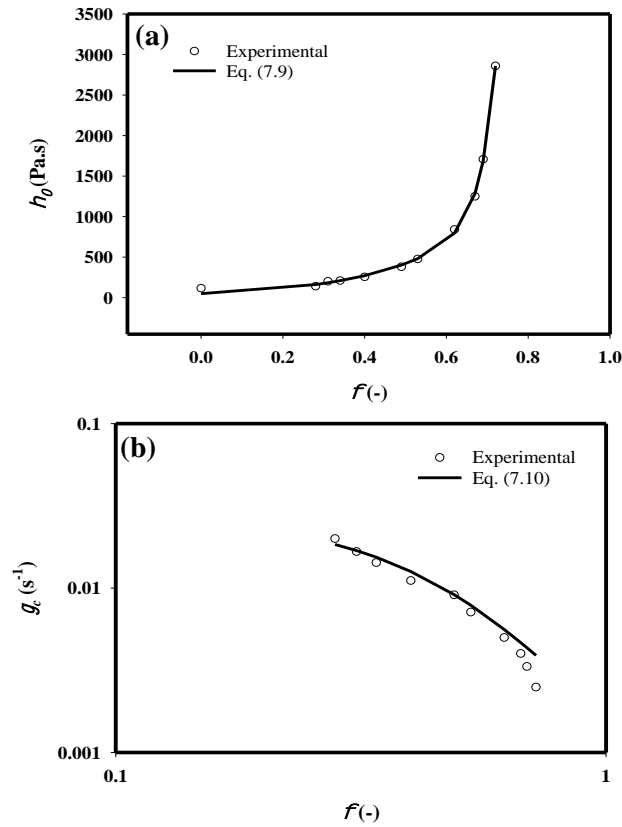 (a)
Experimental
Eq. (7.9)
3500
3000
2500
2000
1500
1000
500
0
h0 (Pa.s)
0.0 0.2 0.4 0.6 0.8 1.0
f (-)
(b)
Experimental
Eq. (7.10)
0.1
0.01
0.001
gc (s-1)
0.1 1
f (-)